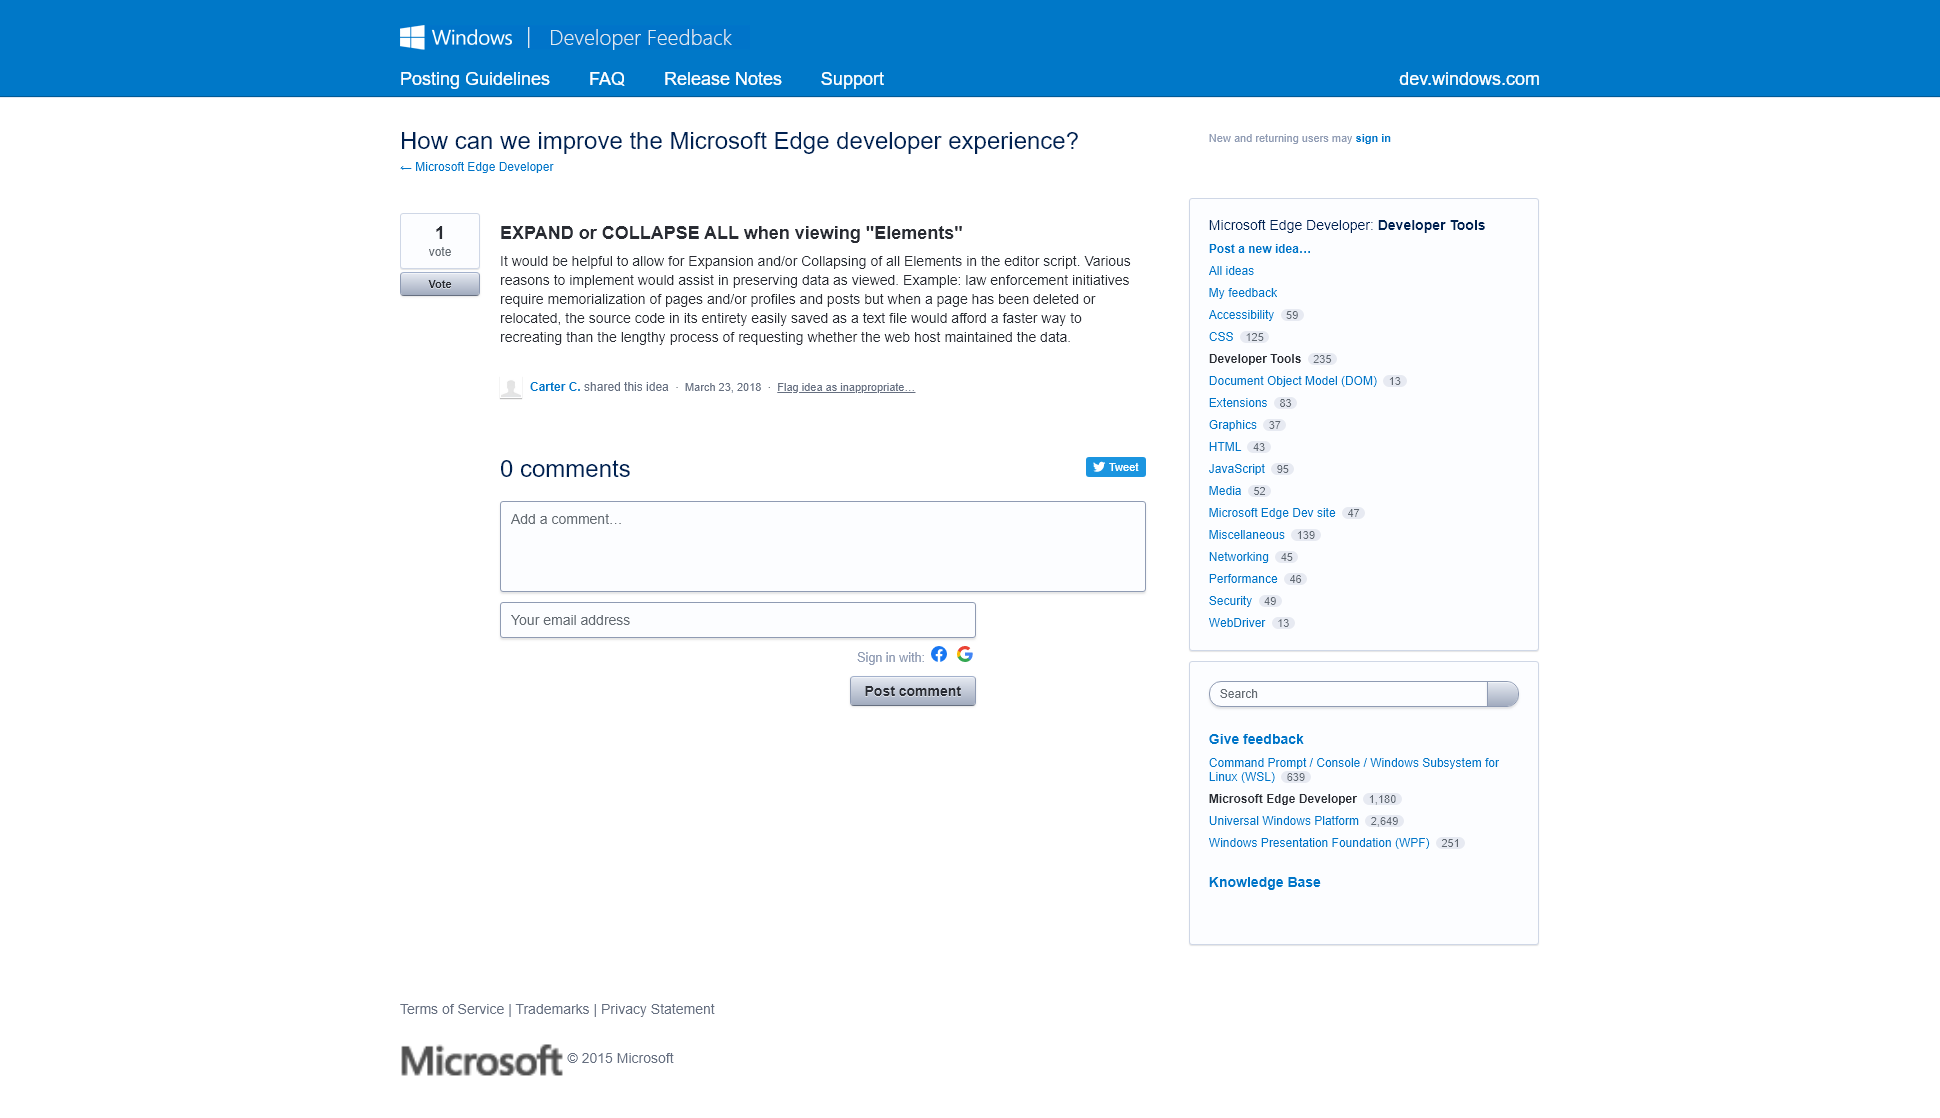 Windows | Developer Feedback
Posting Guidelines FAQ Release Notes Support dev.windows.com
How can we improve the Microsoft Edge developer experience?
← Microsoft Edge Developer
New and returning users may sign in
1
vote
Vote
EXPAND or COLLAPSE ALL when viewing "Elements"
It would be helpful to allow for Expansion and/or Collapsing of all Elements in the editor script. Various
reasons to implement would assist in preserving data as viewed. Example: law enforcement initiatives
require memorialization of pages and/or profiles and posts but when a page has been deleted or
relocated, the source code in its entirety easily saved as a text file would afford a faster way to
recreating than the lengthy process of requesting whether the web host maintained the data.
Carter C. shared this idea · March 23, 2018 · Flag idea as inappropriate…
0 comments
Tweet
Add a comment…
Your email address
Sign in with:
Post comment
Microsoft Edge Developer: Developer Tools
Post a new idea…
All ideas
My feedback
Accessibility 59
CSS 125
Developer Tools 235
Document Object Model (DOM) 13
Extensions 83
Graphics 37
HTML 43
JavaScript 95
Media 52
Microsoft Edge Dev site 47
Miscellaneous 139
Networking 45
Performance 46
Security 49
WebDriver 13
Search
Give feedback
Command Prompt / Console / Windows Subsystem for
Linux (WSL) 639
Microsoft Edge Developer 1,180
Universal Windows Platform 2,649
Windows Presentation Foundation (WPF) 251
Knowledge Base
Terms of Service | Trademarks | Privacy Statement
Microsoft © 2015 Microsoft